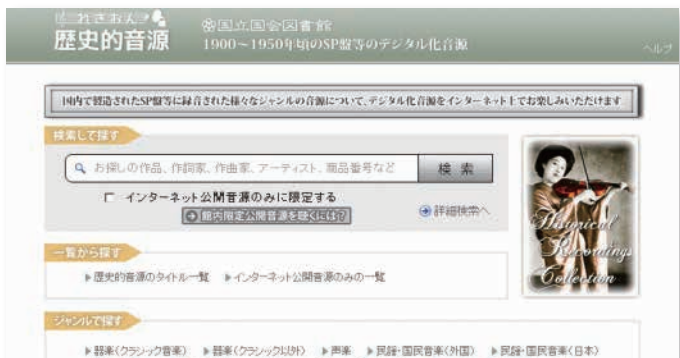 れきおん
歴史的音源
国立国会図書館
1900~1950年頃のSP盤等のデジタル化音源
ヘルプ
国内で製造されたSP盤等に録音された様々なジャンルの音源について、デジタル化音源をインターネット上でお楽しみいただけます
検索して探す
お探しの作品、作詞家、作曲家、アーティスト、商品番号など
検 索
インターネット公開音源のみに限定する
館内限定公開音源を聴くには?
詳細検索へ
Historical
Recordings
Collection
一覧から探す
歴史的音源のタイトル一覧 インターネット公開音源のみの一覧
ジャンルで探す
器楽(クラシック音楽) 器楽(クラシック以外) 声楽 民謡・国民音楽(外国) 民謡・国民音楽(日本)